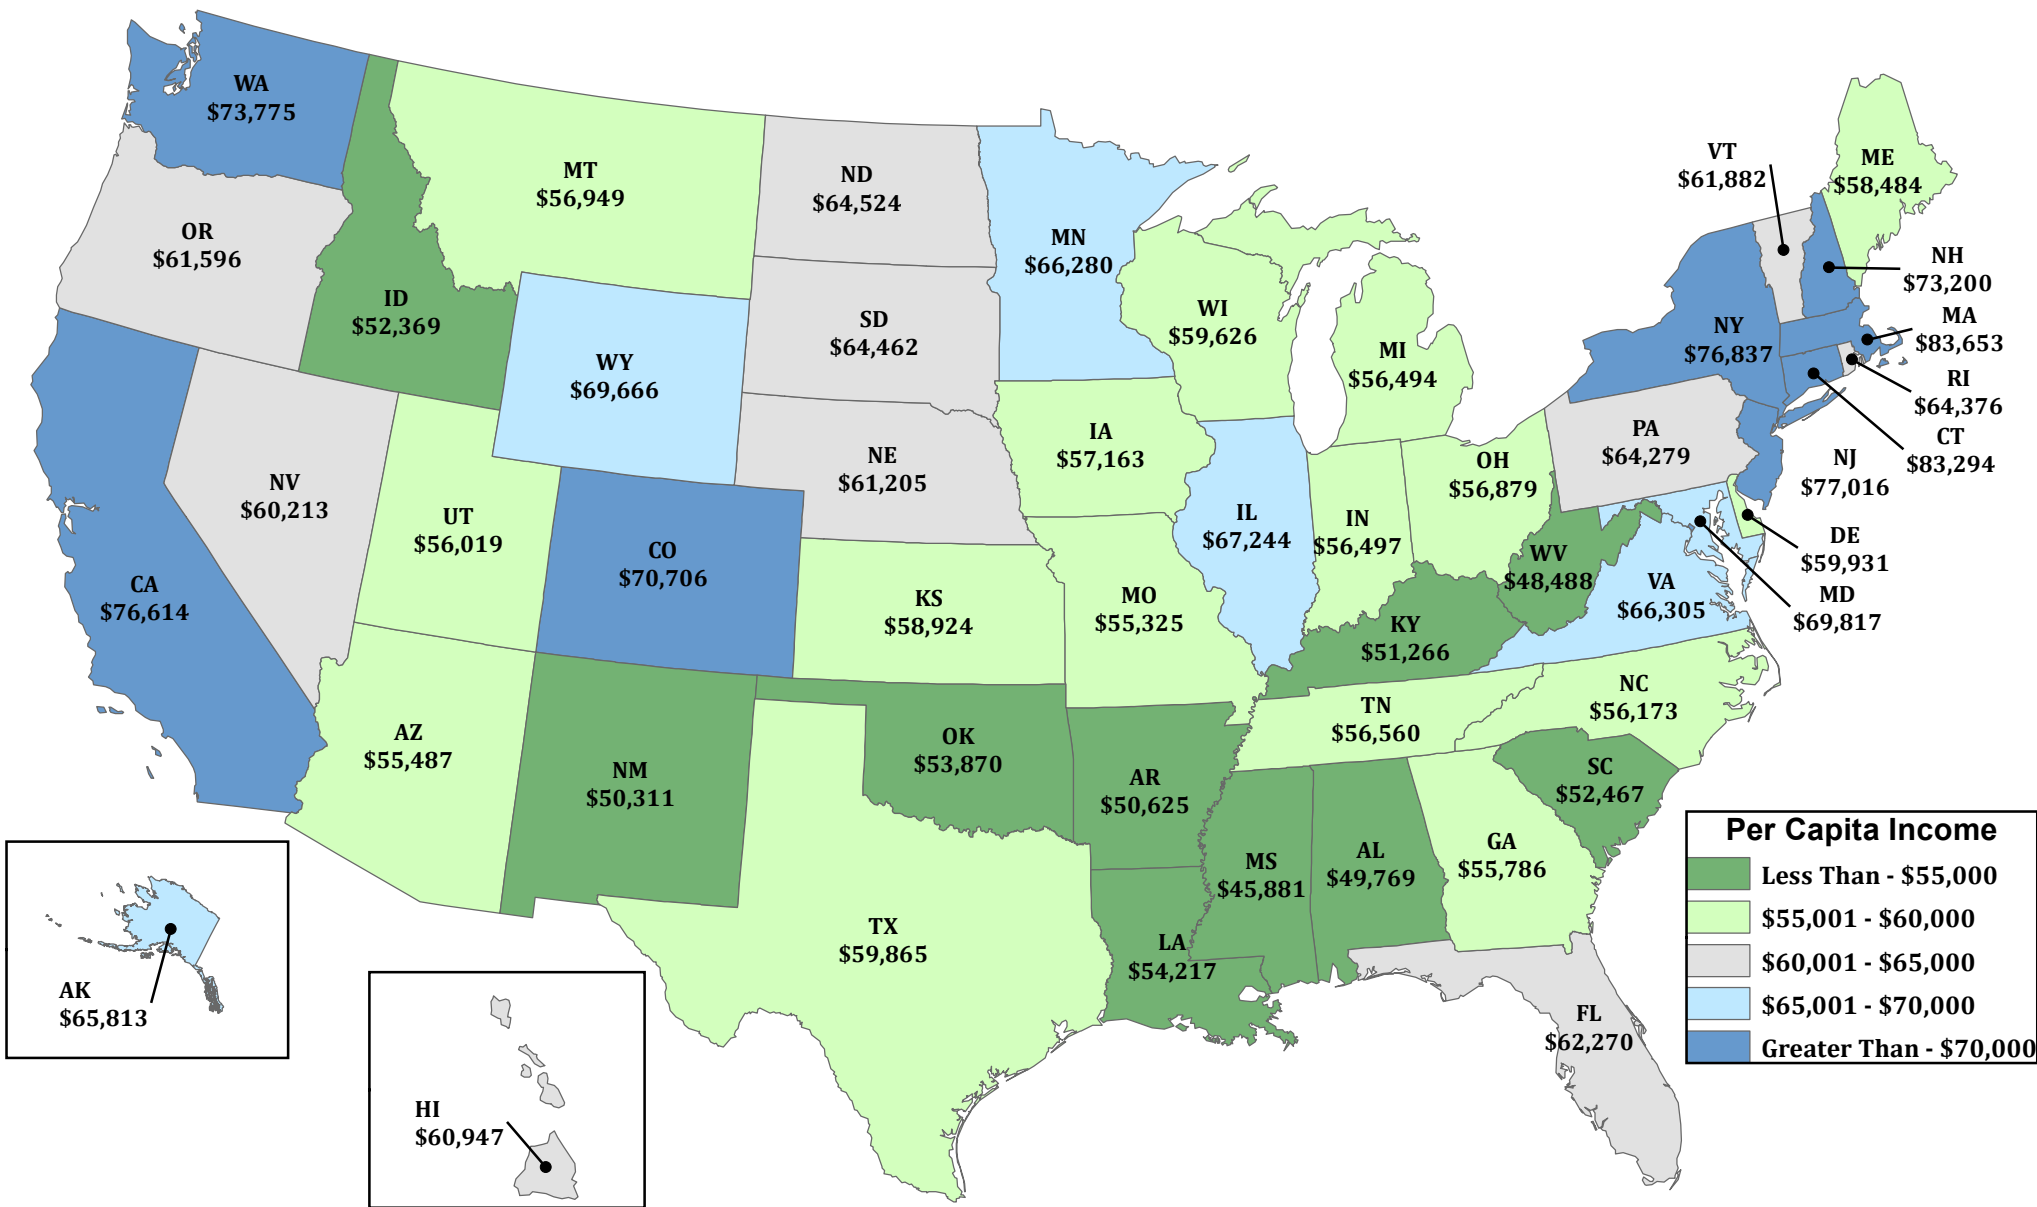 WA
$73,775
MT
$56,949
ND
$64,524
MN
$66,280
VT
$61,882
ME
$58,484
OR
$61,596
ID
$52,369
WY
$69,666
SD
$64,462
WI
$59,626
MI
$56,494
NY
$76,837
NH
$73,200
MA
$83,653
RI
$64,376
CT
$83,294
NV
$60,213
UT
$56,019
NE
$61,205
IA
$57,163
IL
$67,244
IN
$56,497
OH
$56,879
PA
$64,279
NJ
$77,016
CA
$76,614
CO
$70,706
KS
$58,924
MO
$55,325
KY
$51,266
WV
$48,488
VA
$66,305
DE
$59,931
MD
$69,817
AZ
$55,487
NM
$50,311
OK
$53,870
AR
$50,625
TN
$56,560
NC
$56,173
SC
$52,467
TX
$59,865
LA
$54,217
MS
$45,881
AL
$49,769
GA
$55,786
FL
$62,270
AK
$65,813
HI
$60,947
Per Capita Income
Less Than - $55,000
$55,001 - $60,000
$60,001 - $65,000
$65,001 - $70,000
Greater Than - $70,000